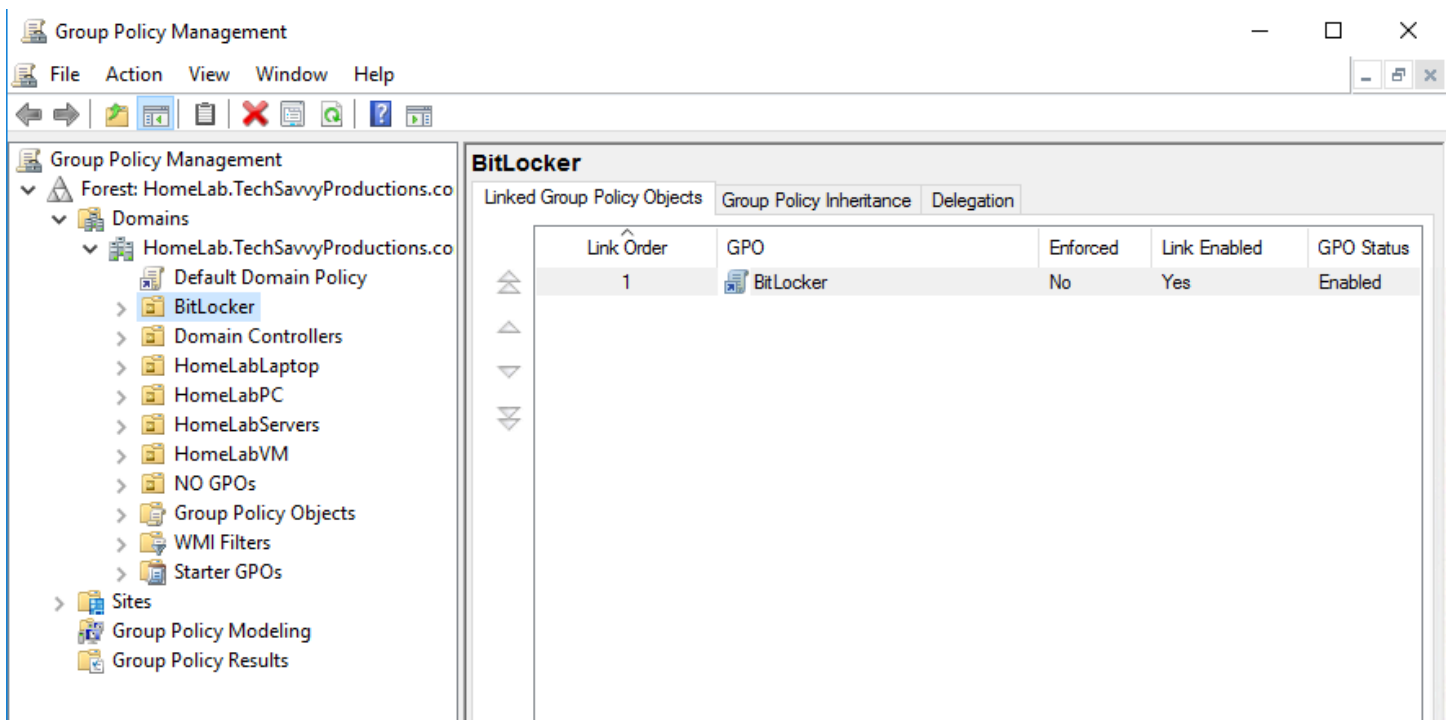 Group Policy Management
File Action View Window Help
Group Policy Management
Forest: HomeLab.TechSavvyProductions.co
Domains
HomeLab.TechSavvyProductions.co
Default Domain Policy
BitLocker
Domain Controllers
HomeLabLaptop
HomeLabPC
HomeLabServers
HomeLabVM
NO GPOs
Group Policy Objects
WMI Filters
Starter GPOs
Sites
Group Policy Modeling
Group Policy Results
BitLocker
Linked Group Policy Objects Group Policy Inheritance Delegation
Link Order GPO Enforced Link Enabled GPO Status
1 BitLocker No Yes Enabled